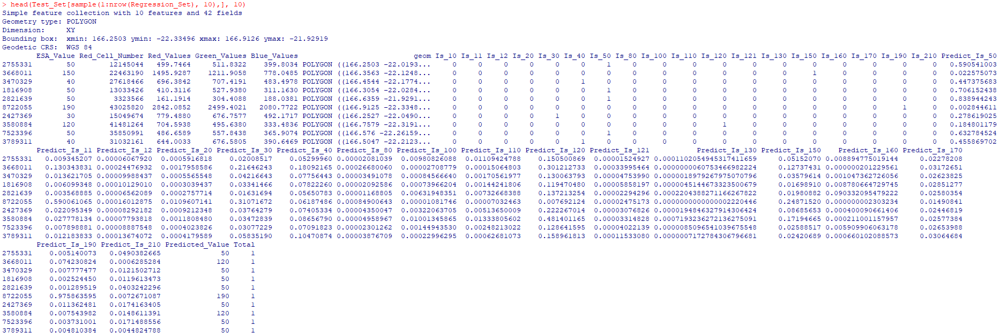 > head(Test_Set[sample(1:nrow(Regression_Set), 10),], 10)
Simple feature collection with 10 features and 42 fields
Geometry type: POLYGON
Dimension:     XY
Bounding box:  xmin: 166.2503 ymin: -22.33496 xmax: 166.9126 ymax: -21.92919
Geodetic CRS:  WGS 84
ESA_Value Red_Cell_Number Red_Values Green_Values Blue_Values geom Is_10 Is_11 Is_12 Is_20 Is_30 Is_40 Is_50 Is_80 Is_100 Is_110 Is_120 Is_121 Is_130 Is_150 Is_160 Is_170 Is_190 Is_210 Predict_Is_50
2755331 50 12145044 499.7464 511.8322 399.8034 POLYGON ((166.2503 -22.0193... 0 0 0 0 0 0 1 0 0 0 0 0 0 0 0 0 0 0 0.590541003
3668011 150 22463190 1495.9287 1211.9058 778.0485 POLYGON ((166.3563 -22.1248... 0 0 0 0 0 0 0 0 0 0 0 0 0 1 0 0 0 0 0.022575073
3470329 40 27618466 696.3842 707.4191 483.4978 POLYGON ((166.4544 -22.1774... 0 0 0 0 0 1 0 0 0 0 0 0 0 0 0 0 0 0 0.447375683
1816908 50 13033426 410.3116 527.9380 311.1630 POLYGON ((166.3054 -22.0284... 0 0 0 0 0 0 1 0 0 0 0 0 0 0 0 0 0 0 0.706152438
2821639 50 3323566 161.1914 304.4088 188.0381 POLYGON ((166.6359 -21.9291... 0 0 0 0 0 0 1 0 0 0 0 0 0 0 0 0 0 0 0.838944243
8722055 190 43025820 2842.0852 2499.4021 2080.7722 POLYGON ((166.9125 -22.3348... 0 0 0 0 0 0 0 0 0 0 0 0 0 0 0 0 1 0 0.002844611
2427369 30 15049674 779.4880 676.7577 492.1717 POLYGON ((166.2527 -22.0490... 0 0 0 0 1 0 0 0 0 0 0 0 0 0 0 0 0 0 0.278619025
3580884 120 41481264 704.5938 495.6380 333.4836 POLYGON ((166.7579 -22.3191... 0 0 0 0 0 0 0 0 0 0 1 0 0 0 0 0 0 0 0.184801179
7523396 50 35850991 486.6589 557.8438 365.9074 POLYGON ((166.576 -22.26159... 0 0 0 0 0 0 1 0 0 0 0 0 0 0 0 0 0 0 0.632784524
3789311 40 31032161 644.0033 676.5805 390.6469 POLYGON ((166.5047 -22.2123... 0 0 0 0 0 1 0 0 0 0 0 0 0 0 0 0 0 0 0.455869702
Predict_Is_11 Predict_Is_12 Predict_Is_20 Predict_Is_30 Predict_Is_40 Predict_Is_80 Predict_Is_100 Predict_Is_110 Predict_Is_120 Predict_Is_121 Predict_Is_130 Predict_Is_150 Predict_Is_160 Predict_Is_170
2755331 0.009345207 0.00006067920 0.0005916818 0.02008517 0.05299960 0.00002081039 0.00980826088 0.01109424788 0.150500869 0.00001524927 0.0001102054945317411659 0.05152070 0.008894775019144 0.02278208
3668011 0.130343831 0.00024476932 0.0017958586 0.21646243 0.18092165 0.00026680060 0.00002708779 0.00015064803 0.301212733 0.00033995464 0.0000000060753466982224 0.12737431 0.000000201229561 0.03172651
3470329 0.013621705 0.00009988437 0.0005565548 0.04216643 0.07756443 0.00003491078 0.00084566640 0.00170561977 0.130063793 0.00004753990 0.0000018979267975070796 0.03579614 0.001047362726056 0.02623825
1816908 0.006099348 0.00010129010 0.0003039437 0.03341466 0.07822260 0.00002092586 0.00073966204 0.00144241806 0.119470480 0.00005858197 0.0000045144673323500679 0.01698910 0.008780664729745 0.02851277
2821639 0.003568885 0.00006562089 0.0002757714 0.01631694 0.05650783 0.00001168805 0.00631948351 0.00732668388 0.137213254 0.00002294296 0.0002204388271166267822 0.01980882 0.090332095479222 0.02580354
8722055 0.590061065 0.00016012875 0.0109607141 0.31071672 0.06187486 0.00084900643 0.00001081746 0.00007032463 0.007692124 0.00002475173 0.0000000000000002220446 0.24871520 0.000000002303234 0.01490841
2427369 0.022095349 0.00008292182 0.0009212348 0.03764279 0.07405334 0.00004350047 0.00322063705 0.00513650009 0.222267014 0.00003076826 0.0000194846327914306424 0.08685653 0.000400090661406 0.02446819
3580884 0.027778134 0.00007793818 0.0011808480 0.03472839 0.08656790 0.00004958967 0.01001345865 0.01333805602 0.481401165 0.00003314828 0.0000719323627213627509​1 0.17194665 0.000211001157957 0.02577384
7523396 0.007898881 0.00008887548 0.0004023826 0.03077229 0.07091823 0.00002301262 0.00144943530 0.00248213022 0.128641595 0.00004022139 0.0000085096541039675548 0.02588517 0.005909906063178 0.02653988
3789311 0.012183833 0.00013674072 0.0004179589 0.05835190 0.10470874 0.00003876709 0.00022996295 0.00062681073 0.158961813 0.00011533080 0.0000007172784306796681 0.02420689 0.000660102088573 0.03064684
Predict_Is_190 Predict_Is_210 Predicted_Value Total
2755331 0.005140073 0.0490382665 50 1
3668011 0.074230824 0.0006285284 120 1
3470329 0.007777477 0.0121502712 50 1
1816908 0.002524450 0.0119613473 50 1
2821639 0.001289519 0.0403242296 50 1
8722055 0.975863595 0.0072671087 190 1
2427369 0.011362481 0.0174163405 50 1
3580884 0.007543982 0.0148611391 120 1
7523396 0.003731001 0.0171488556 50 1
3789311 0.004810384 0.0044824788 50 1